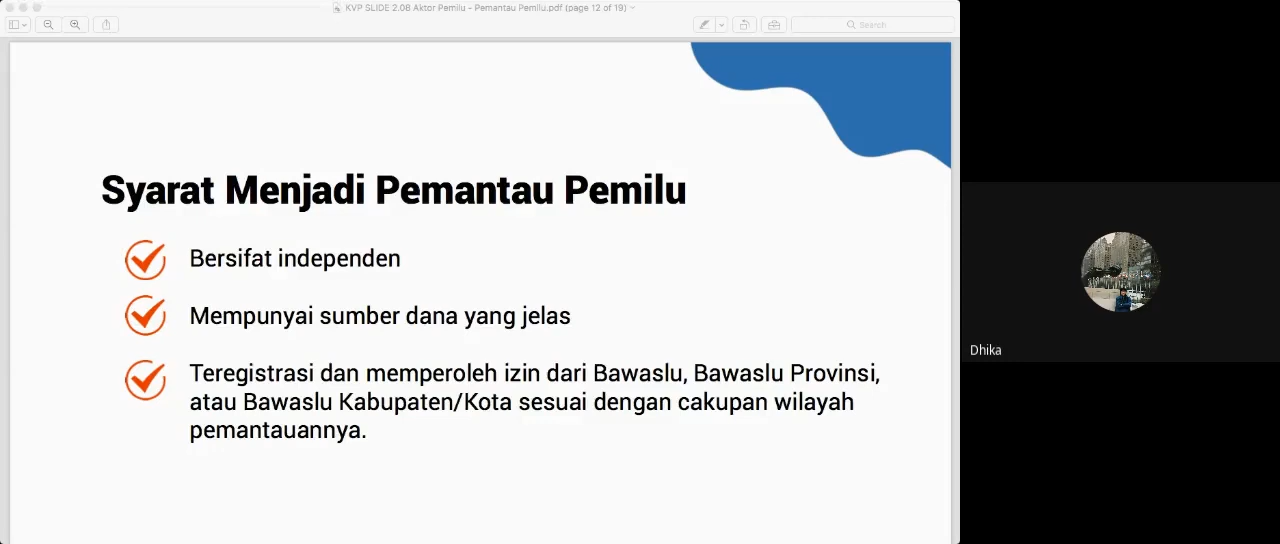 KVP SLIDE 2.08 Aktor Pemilu - Pemantau Pemilu.pdf (page 12 of 19)
Search
Syarat Menjadi Pemantau Pemilu
Bersifat independen
Mempunyai sumber dana yang jelas
Teregistrasi dan memperoleh izin dari Bawaslu, Bawaslu Provinsi,
atau Bawaslu Kabupaten/Kota sesuai dengan cakupan wilayah
pemantauannya.
Dhika